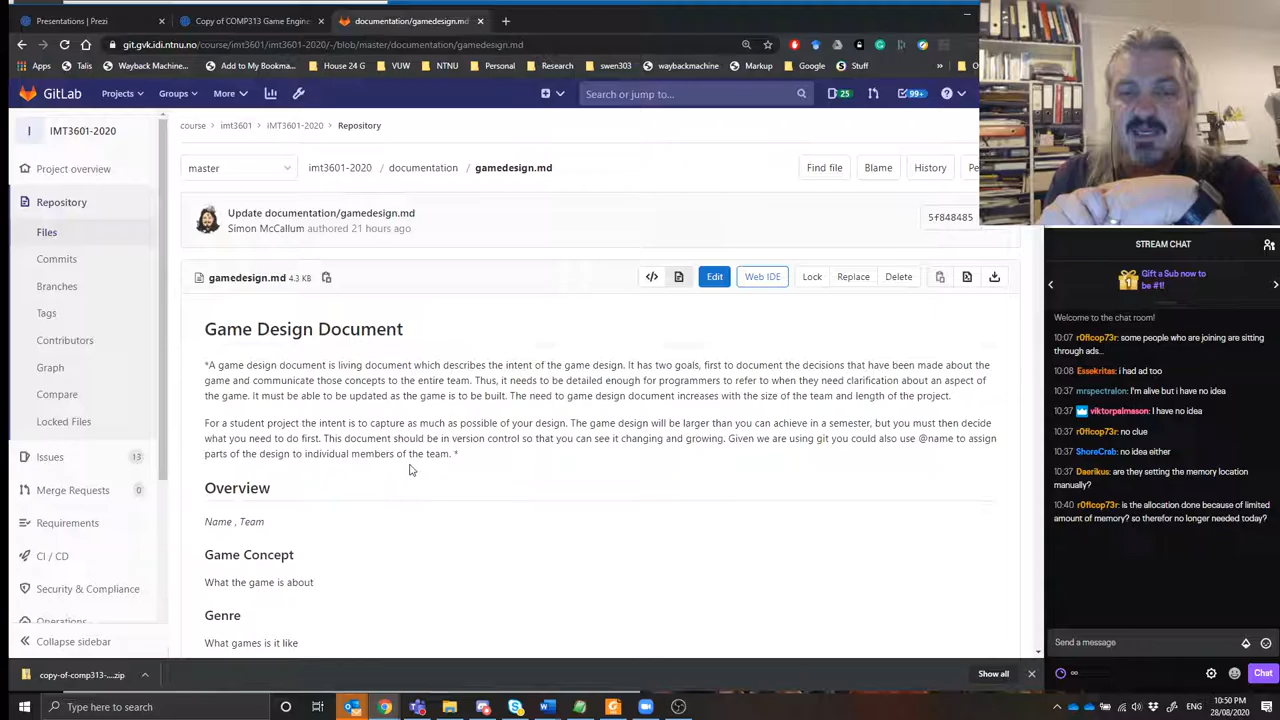 Presentations | Prezi
Copy of COMP313 Game Engine
documentation/gamedesign.md
git.gvk.idi.ntnu.no/course/imt3601/imt3601-2020/-/blob/master/documentation/gamedesign.md
Apps
Talis
Wayback Machine...
Add to My Bookmar...
House 24 G
VUW
NTNU
Personal
Research
swen303
waybackmachine
Markup
Google
Stuff
GitLab
Projects
Groups
More
Search or jump to...
25
99+
IMT3601-2020
Project overview
Repository
Files
Commits
Branches
Tags
Contributors
Graph
Compare
Locked Files
Issues
13
Merge Requests
0
Requirements
CI / CD
Security & Compliance
Operations
Collapse sidebar
course > imt3601 > IMT3601-2020 > Repository
master
imt3601-2020 / documentation / gamedesign.md
Find file
Blame
History
Pe
Update documentation/gamedesign.md
Simon McCallum authored 21 hours ago
5f848485
gamedesign.md 4.3 KB
Edit
Web IDE
Lock
Replace
Delete
Game Design Document
*A game design document is living document which describes the intent of the game design. It has two goals, first to document the decisions that have been made about the
game and communicate those concepts to the entire team. Thus, it needs to be detailed enough for programmers to refer to when they need clarification about an aspect of
the game. It must be able to be updated as the game is to be built. The need to game design document increases with the size of the team and length of the project.
For a student project the intent is to capture as much as possible of your design. The game design will be larger than you can achieve in a semester, but you must then decide
what you need to do first. This document should be in version control so that you can see it changing and growing. Given we are using git you could also use @name to assign
parts of the design to individual members of the team. *
Overview
Name , Team
Game Concept
What the game is about
Genre
What games is it like
STREAM CHAT
1
Gift a Sub now to
be #1!
Welcome to the chat room!
10:07 r0flcop73r: some people who are joining are sitting
through ads...
10:08 Essekritas: i had ad too
10:37 mrspectralon: I'm alive but i have no idea
10:37 viktorpalmason: I have no idea
10:37 r0flcop73r: no clue
10:37 ShoreCrab: no idea either
10:37 Daerikus: are they setting the memory location
manually?
10:40 r0flcop73r: is the allocation done because of limited
amount of memory? so therefor no longer needed today?
Send a message
∞
Chat
copy-of-comp313-....zip
Show all
Type here to search
ENG
10:50 PM
28/08/2020